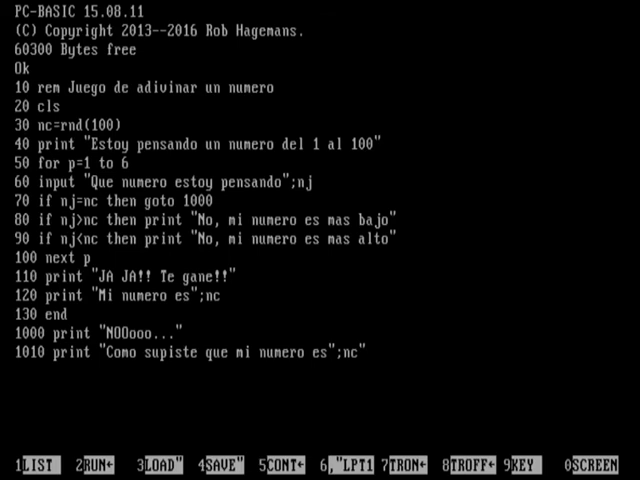 PC-BASIC 15.08.11
(C) Copyright 2013--2016 Rob Hagemans.
60300 Bytes free
Ok
10 rem Juego de adivinar un numero
20 cls
30 nc=rnd(100)
40 print "Estoy pensando un numero del 1 al 100"
50 for p=1 to 6
60 input "Que numero estoy pensando";nj
70 if nj=nc then goto 1000
80 if nj>nc then print "No, mi numero es mas bajo"
90 if nj<nc then print "No, mi numero es mas alto"
100 next p
110 print "JA JA!! Te gane!!"
120 print "Mi numero es";nc
130 end
1000 print "NOOooo..."
1010 print "Como supiste que mi numero es";nc"
1LIST 2RUN← 3LOAD" 4SAVE" 5CONT← 6,"LPT1 7TRON← 8TROFF← 9KEY 0SCREEN